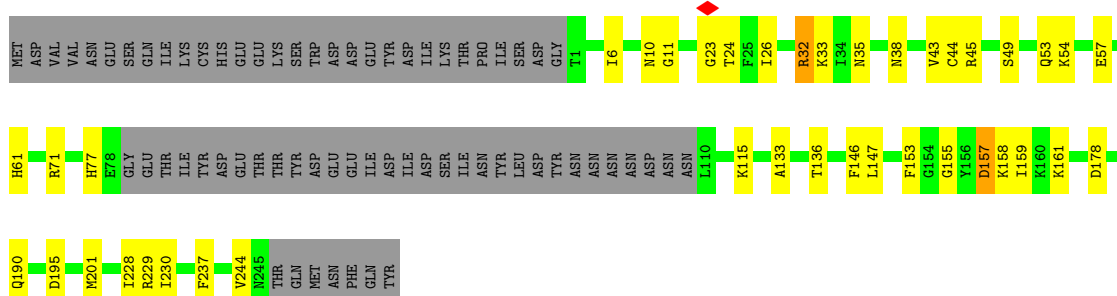 MET ASP VAL VAL ASN GLU SER GLN ILE LYS CYS HIS GLU GLU LYS SER TRP ASP ASP GLU TYR ASP ILE LYS THR PRO ILE SER ASP GLY T1 I6 N10 G11 G23 T24 F25 I26 R32 K33 I34 N35 N38 V43 C44 R45 S49 Q53 K54 E57
H61 R71 H77 E78 GLY GLU THR ILE TYR ASP GLU THR THR TYR ASP GLU GLU ILE ASP ILE ASP SER ILE ASN TYR LEU ASP TYR ASN ASN ASN ASN ASP ASN ASN L110 K115 A133 T136 F146 L147 F153 G154 G155 Y156 D157 K158 I159 K160 K161 D178
Q190 D195 M201 I228 R229 I230 F237 V244 N245 THR GLN MET ASN PHE GLN TYR